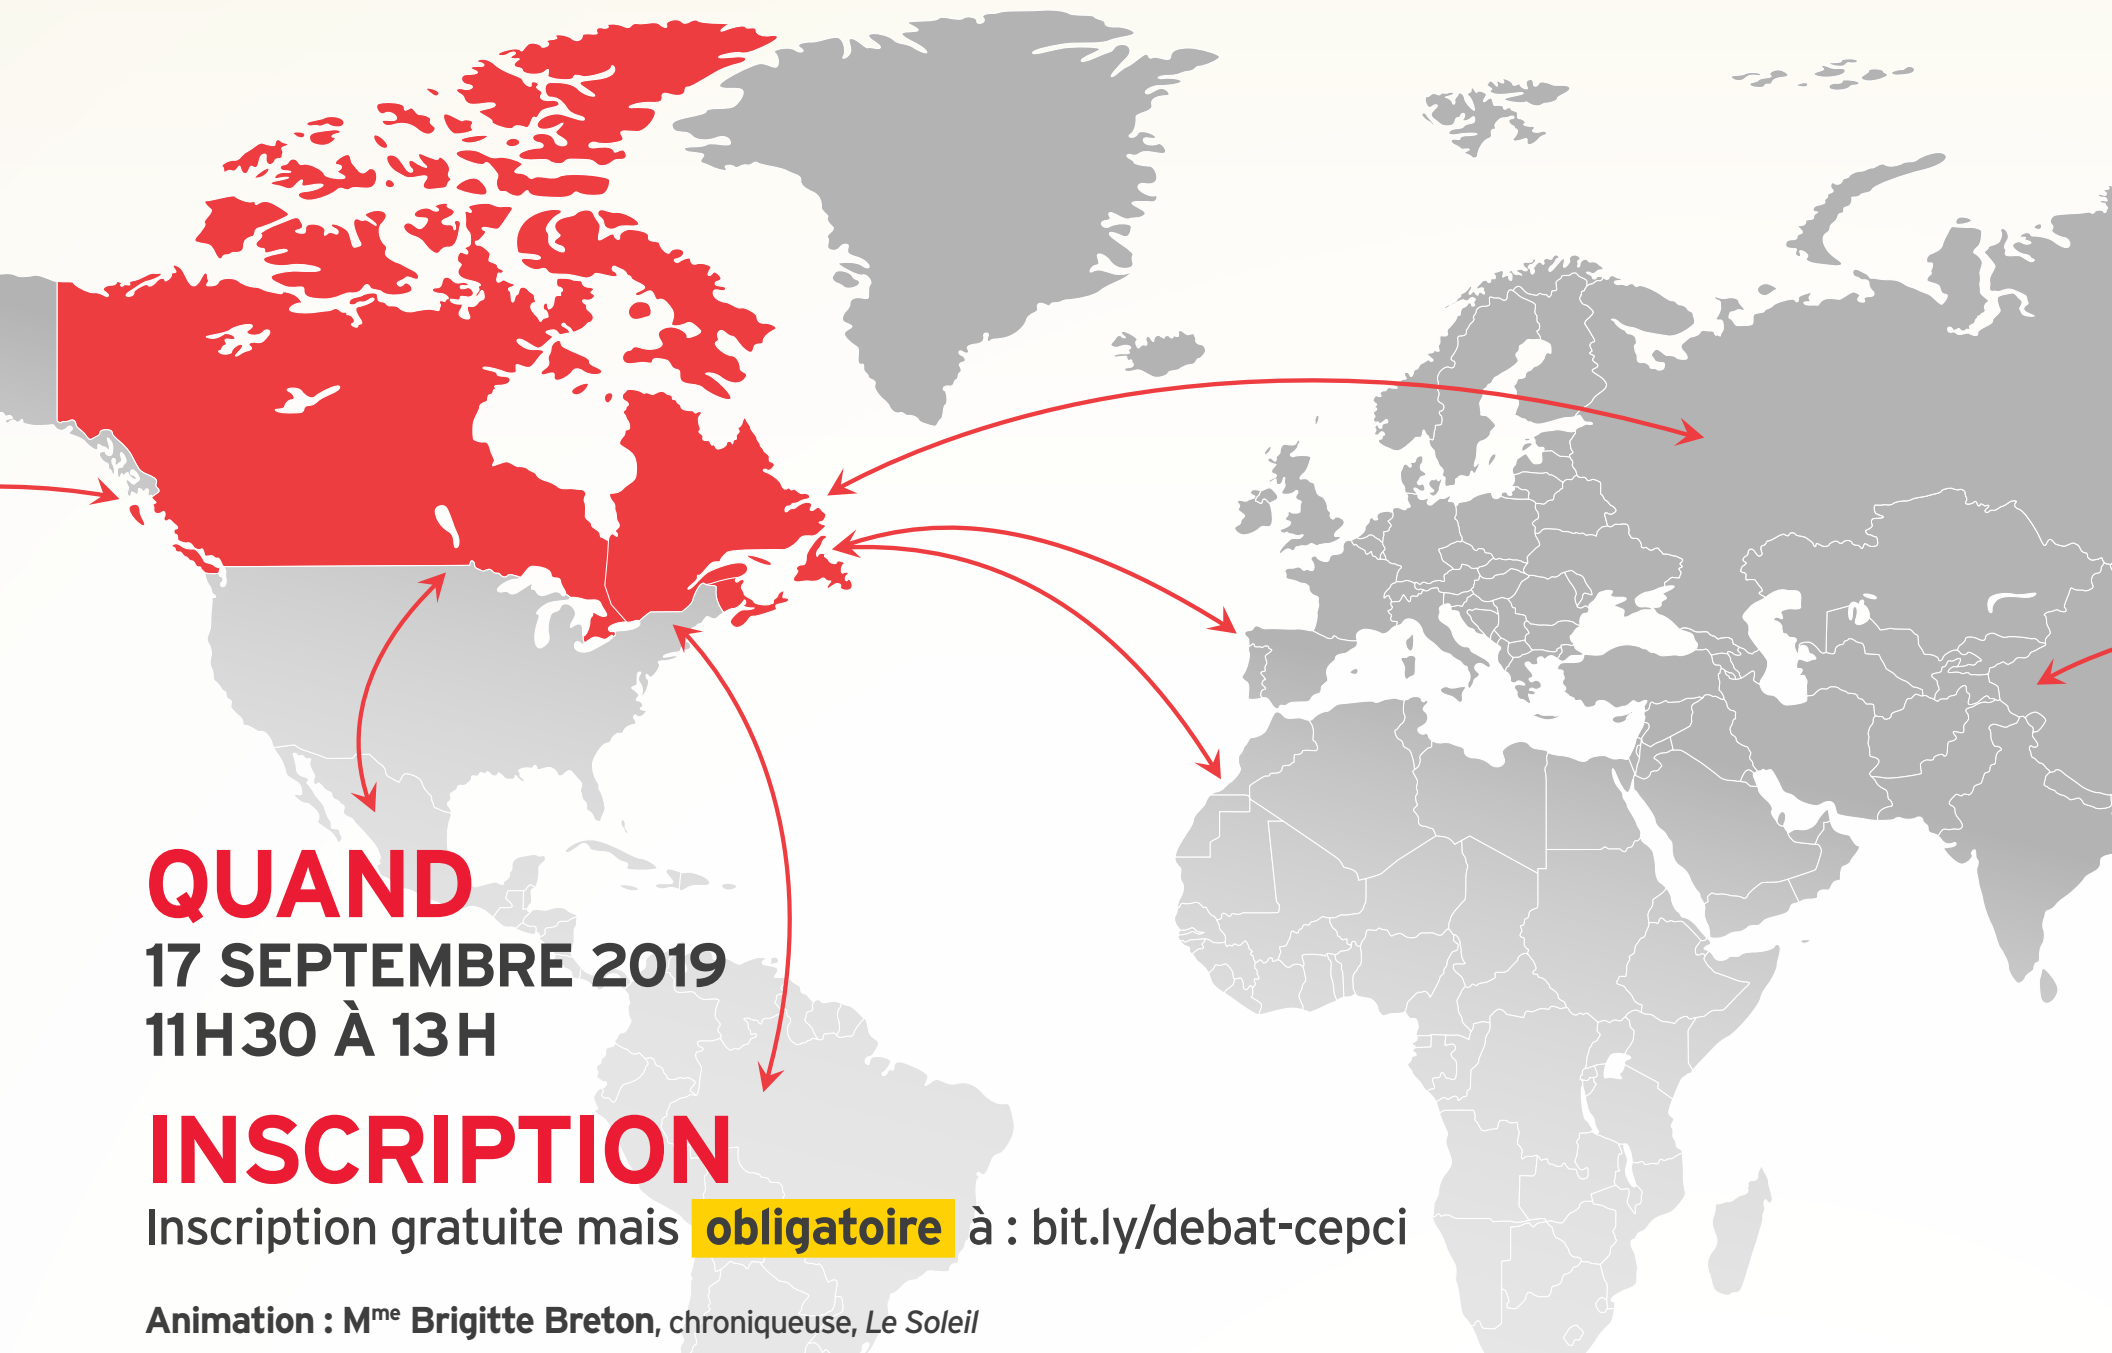 QUAND
17 SEPTEMBRE 2019
11H30 À 13H
INSCRIPTION
Inscription gratuite mais obligatoire à : bit.ly/debat-cepci
Animation : Mme Brigitte Breton, chroniqueuse, Le Soleil